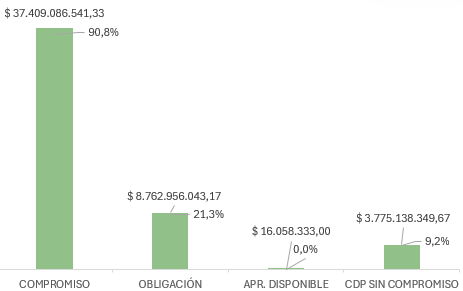 $ 37.409.086.541,33
90,8%
$ 8.762.956.043,17
21,3%
$ 16.058.333,00
0,0%
$ 3.775.138.349,67
9,2%
COMPROMISO
OBLIGACIÓN
APR. DISPONIBLE
CDP SIN COMPROMISO